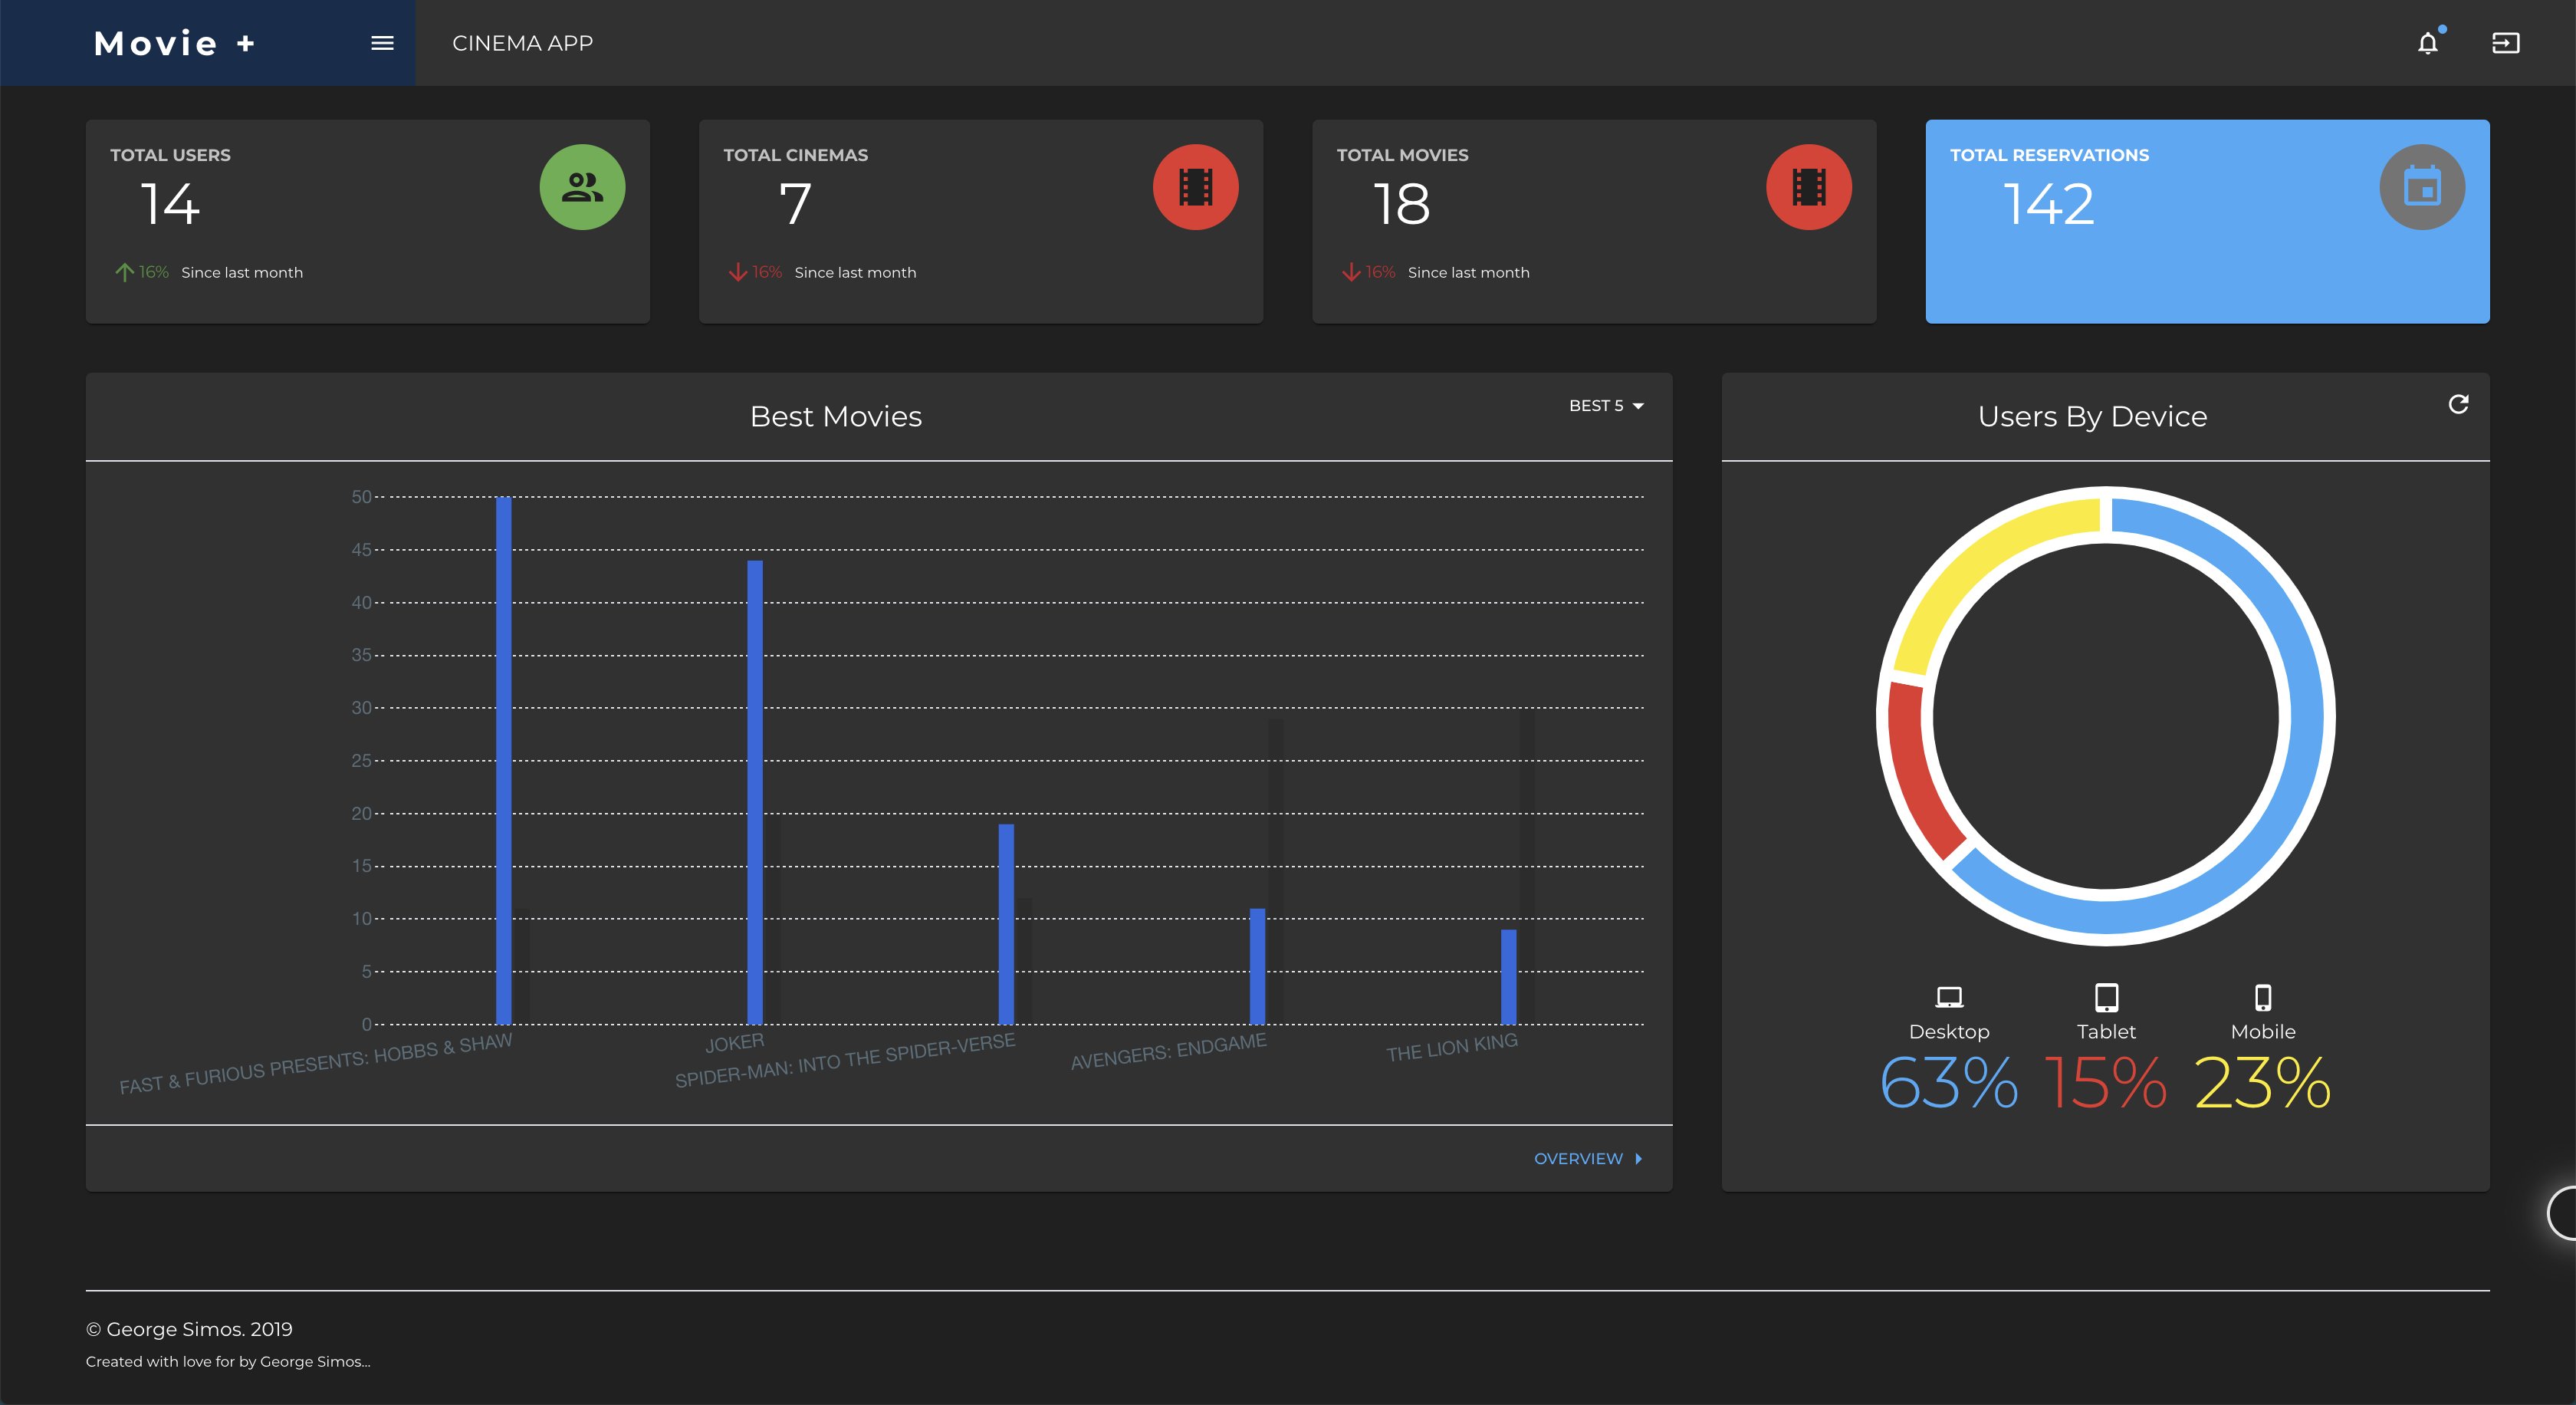 Movie +
CINEMA APP
TOTAL USERS
14
16% Since last month
TOTAL CINEMAS
7
16% Since last month
TOTAL MOVIES
18
16% Since last month
TOTAL RESERVATIONS
142
Best Movies
BEST 5
50
45
40
35
30
25
20
15
10
5
0
FAST & FURIOUS PRESENTS: HOBBS & SHAW
JOKER
SPIDER-MAN: INTO THE SPIDER-VERSE
AVENGERS: ENDGAME
THE LION KING
OVERVIEW
Users By Device
Desktop
63%
Tablet
15%
Mobile
23%
© George Simos. 2019
Created with love for by George Simos...